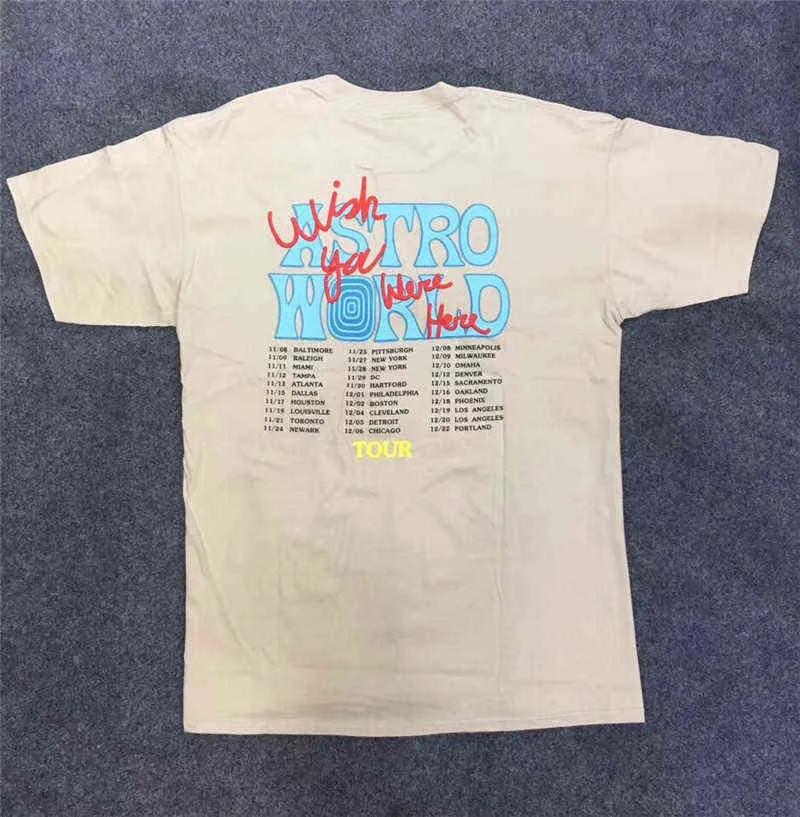 Wish
ASTRO
ya
Were
WORLD
Here
11/08 BALTIMORE
11/09 RALEIGH
11/11 MIAMI
11/12 TAMPA
11/13 ATLANTA
11/15 DALLAS
11/17 HOUSTON
11/19 LOUISVILLE
11/21 TORONTO
11/24 NEWARK
11/25 PITTSBURGH
11/27 NEW YORK
11/28 NEW YORK
11/29 DC
11/30 HARTFORD
12/01 PHILADELPHIA
12/02 BOSTON
12/04 CLEVELAND
12/05 DETROIT
12/06 CHICAGO
12/08 MINNEAPOLIS
12/09 MILWAUKEE
12/10 OMAHA
12/12 DENVER
12/15 SACRAMENTO
12/16 OAKLAND
12/18 PHOENIX
12/19 LOS ANGELES
12/20 LOS ANGELES
12/22 PORTLAND
TOUR